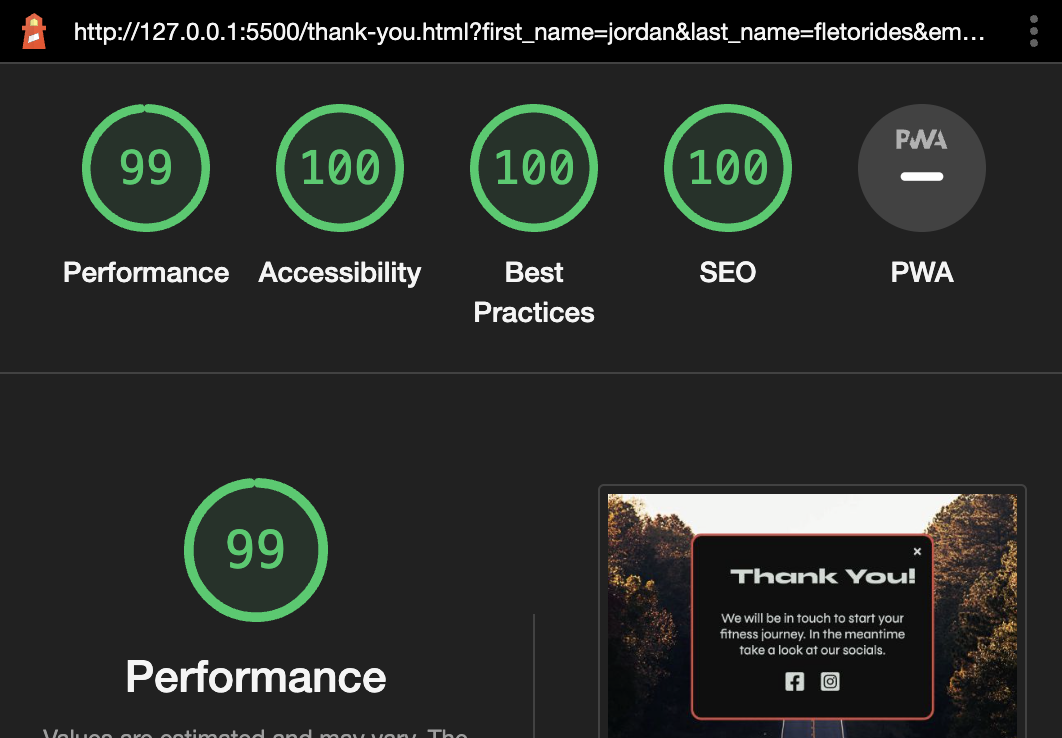 http://127.0.0.1:5500/thank-you.html?first_name=jordan&last_name=fletorides&em…
99
100
100
100
PWA
Performance
Accessibility
Best
Practices
SEO
PWA
99
Performance
Values are estimated and may vary. The
×
Thank You!
We will be in touch to start your
fitness journey. In the meantime
take a look at our socials.